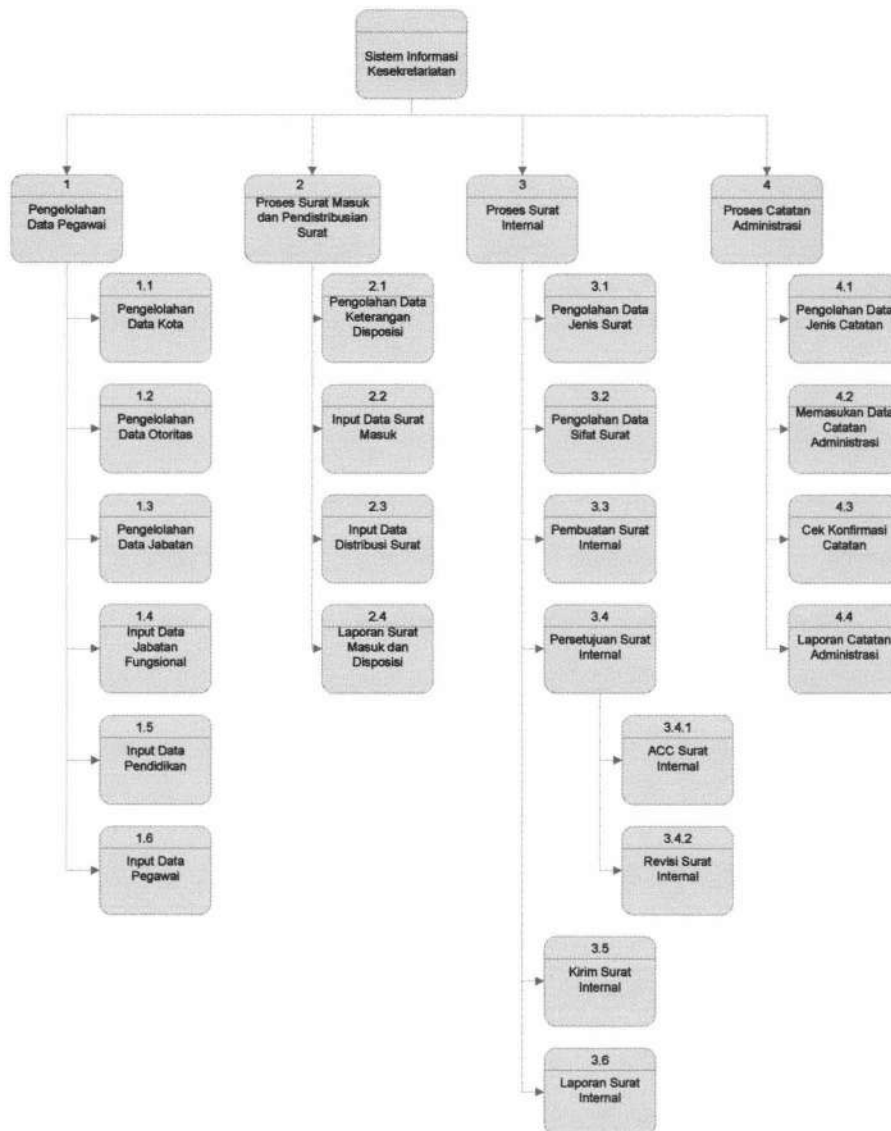 Sistem Informasi
Kesekretariatan
1
Pengelolahan
Data Pegawai
2
Proses Surat Masuk
dan Pendistribusian
Surat
3
Proses Surat
Internal
4
Proses Catatan
Administrasi
1.1
Pengelolahan
Data Kota
1.2
Pengelolahan
Data Otoritas
1.3
Pengelolahan
Data Jabatan
1.4
Input Data
Jabatan
Fungsional
1.5
Input Data
Pendidikan
1.6
Input Data
Pegawai
2.1
Pengolahan Data
Keterangan
Disposisi
2.2
Input Data Surat
Masuk
2.3
Input Data
Distribusi Surat
2.4
Laporan Surat
Masuk dan
Disposisi
3.1
Pengolahan Data
Jenis Surat
3.2
Pengolahan Data
Sifat Surat
3.3
Pembuatan Surat
Internal
3.4
Persetujuan Surat
Internal
3.4.1
ACC Surat
Internal
3.4.2
Revisi Surat
Internal
3.5
Kirim Surat
Internal
3.6
Laporan Surat
Internal
4.1
Pengolahan Data
Jenis Catatan
4.2
Memasukan Data
Catatan
Administrasi
4.3
Cek Konfirmasi
Catatan
4.4
Laporan Catatan
Administrasi